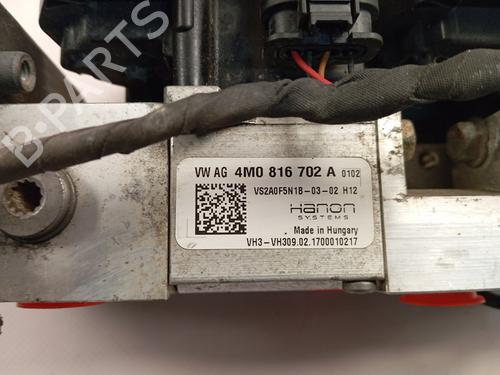 B-PARTS
VW AG 4M0 816 702 A 0102
VS2A0F5N1B-03-02 H12
Hanon
SYSTEMS
Made in Hungary
VH3-VH309.02.1700010217